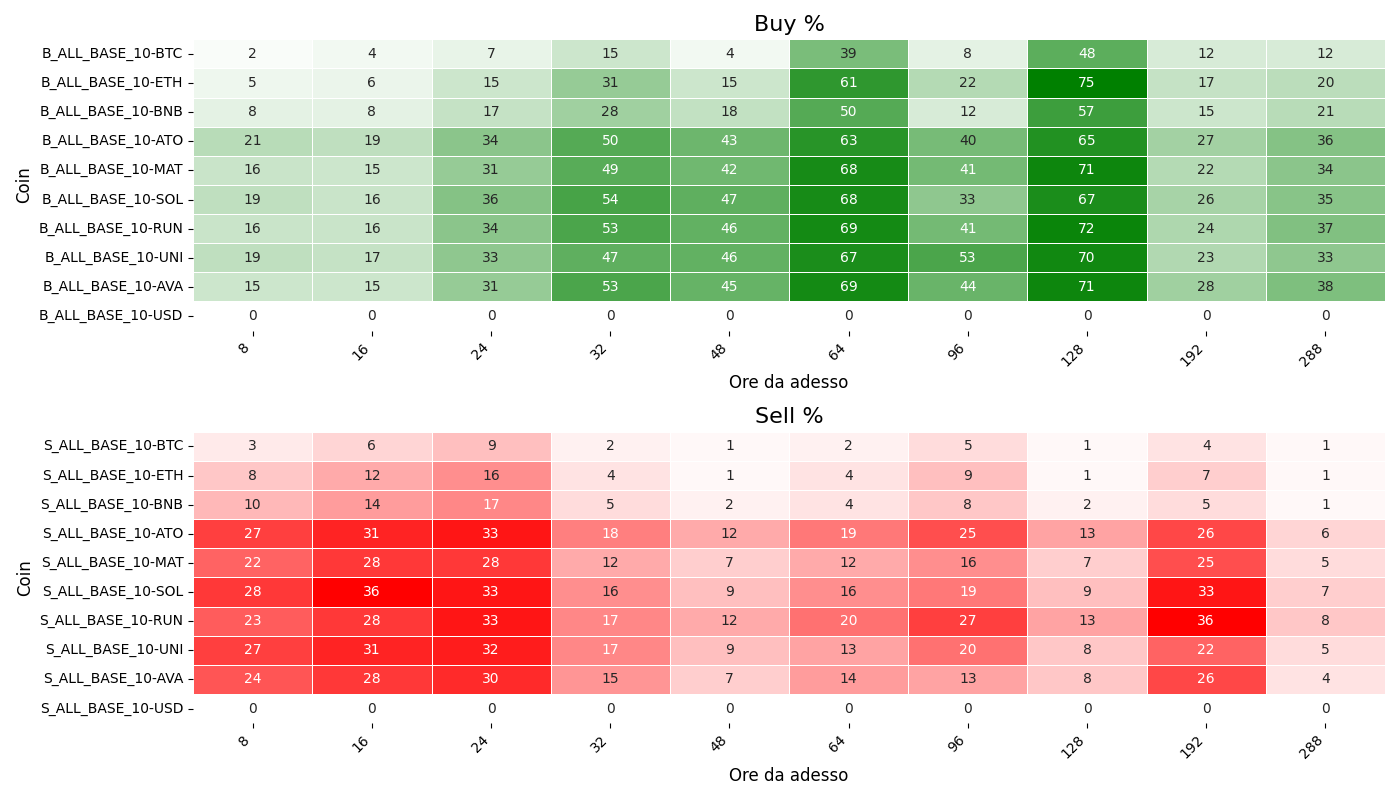 Buy %
Coin
B_ALL_BASE_10-BTC 2 4 7 15 4 39 8 48 12 12
B_ALL_BASE_10-ETH 5 6 15 31 15 61 22 75 17 20
B_ALL_BASE_10-BNB 8 8 17 28 18 50 12 57 15 21
B_ALL_BASE_10-ATO 21 19 34 50 43 63 40 65 27 36
B_ALL_BASE_10-MAT 16 15 31 49 42 68 41 71 22 34
B_ALL_BASE_10-SOL 19 16 36 54 47 68 33 67 26 35
B_ALL_BASE_10-RUN 16 16 34 53 46 69 41 72 24 37
B_ALL_BASE_10-UNI 19 17 33 47 46 67 53 70 23 33
B_ALL_BASE_10-AVA 15 15 31 53 45 69 44 71 28 38
B_ALL_BASE_10-USD 0 0 0 0 0 0 0 0 0 0
8 16 24 32 48 64 96 128 192 288
Ore da adesso
Sell %
Coin
S_ALL_BASE_10-BTC 3 6 9 2 1 2 5 1 4 1
S_ALL_BASE_10-ETH 8 12 16 4 1 4 9 1 7 1
S_ALL_BASE_10-BNB 10 14 17 5 2 4 8 2 5 1
S_ALL_BASE_10-ATO 27 31 33 18 12 19 25 13 26 6
S_ALL_BASE_10-MAT 22 28 28 12 7 12 16 7 25 5
S_ALL_BASE_10-SOL 28 36 33 16 9 16 19 9 33 7
S_ALL_BASE_10-RUN 23 28 33 17 12 20 27 13 36 8
S_ALL_BASE_10-UNI 27 31 32 17 9 13 20 8 22 5
S_ALL_BASE_10-AVA 24 28 30 15 7 14 13 8 26 4
S_ALL_BASE_10-USD 0 0 0 0 0 0 0 0 0 0
8 16 24 32 48 64 96 128 192 288
Ore da adesso